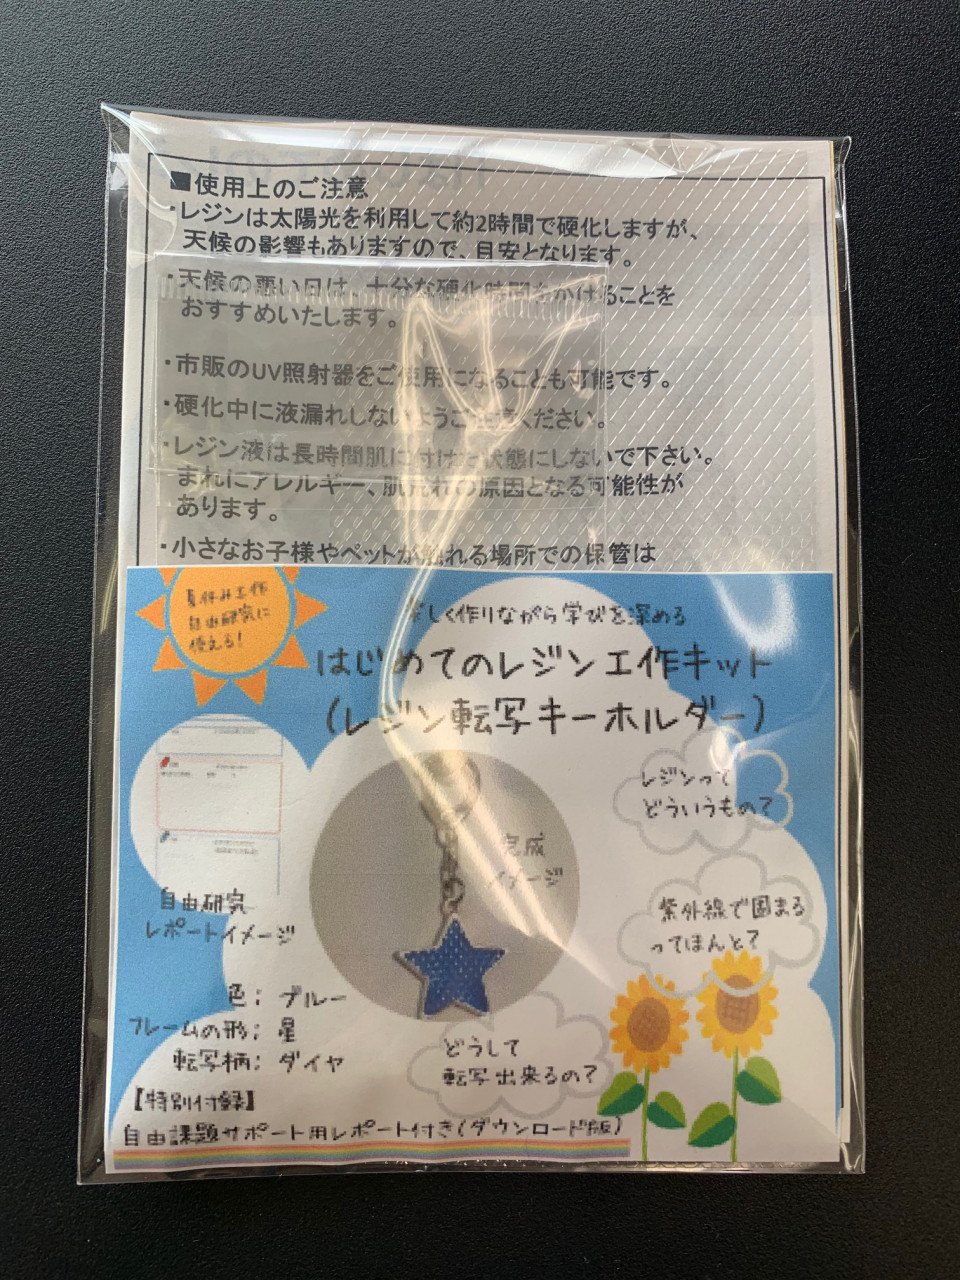 ■使用上のご注意
・レジンは太陽光を利用して約2時間で硬化しますが、
天候の影響もありますので、目安となります。
・天候の悪い日は、十分な硬化時間をかけることを
おすすめいたします。
・市販のUV照射器をご使用になることも可能です。
・硬化中に液漏れしないようご注意ください。
・レジン液は長時間肌に付けた状態にしないで下さい。
まれにアレルギー、肌荒れの原因となる可能性が
あります。
・小さなお子様やペットが触れる場所での保管は
夏休み工作
自由研究に
使える!
楽しく作りながら学びを深める
はじめてのレジン工作キット
(レジン転写キーホルダー)
レジンって
どういうもの?
完成
イメージ
自由研究
レポートイメージ
紫外線で固まる
ってほんと?
色: ブルー
フレームの形: 星
転写柄: ダイヤ
どうして
転写出来るの?
【特別付録】
自由課題サポート用レポート付き(ダウンロード版)